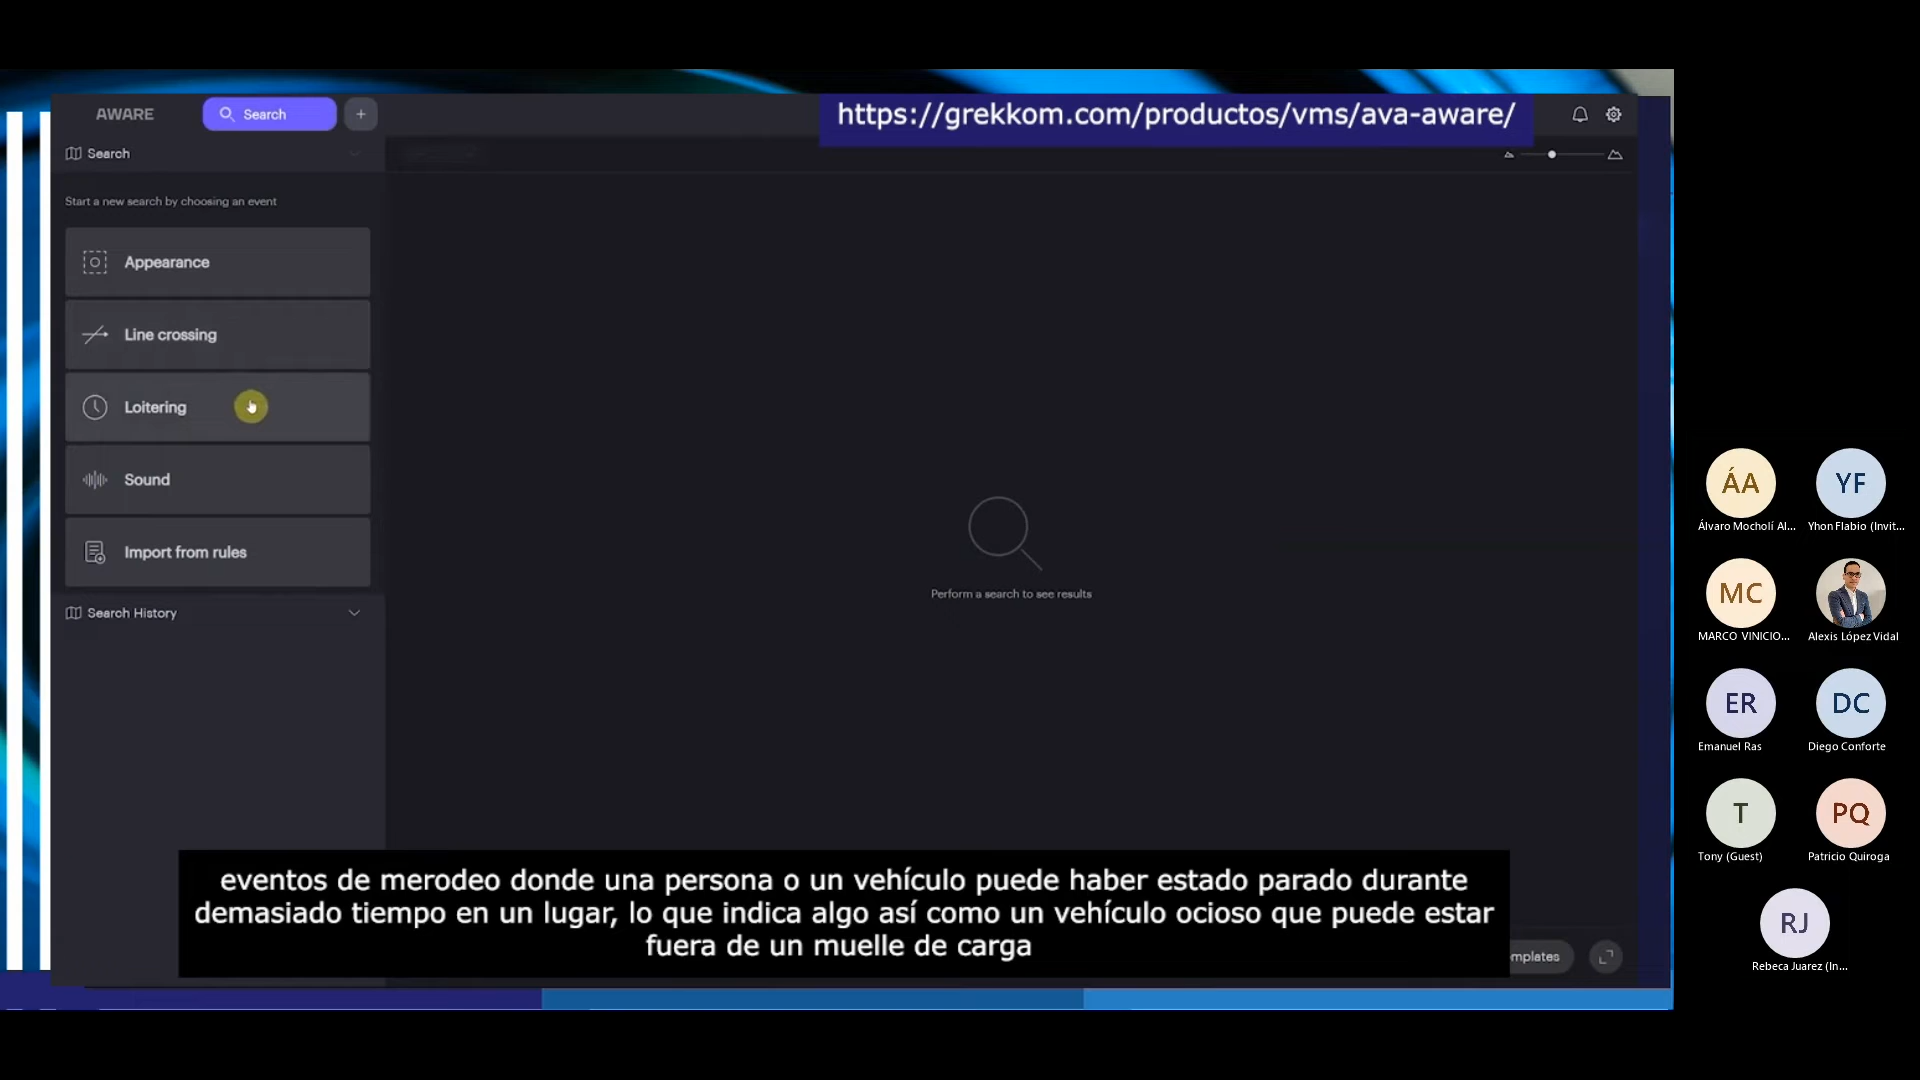 AWARE
Search
+
https://grekkom.com/productos/vms/ava-aware/
Search
Start a new search by choosing an event
Appearance
Line crossing
Loitering
Sound
Import from rules
Search History
Perform a search to see results
eventos de merodeo donde una persona o un vehículo puede haber estado parado durante
demasiado tiempo en un lugar, lo que indica algo así como un vehículo ocioso que puede estar
fuera de un muelle de carga
mplates
ÁA
YF
Álvaro Mocholí Al...
Yhon Flabio (Invit...
MC
MARCO VINICIO...
Alexis López Vidal
ER
DC
Emanuel Ras
Diego Conforte
T
PQ
Tony (Guest)
Patricio Quiroga
RJ
Rebeca Juarez (In...